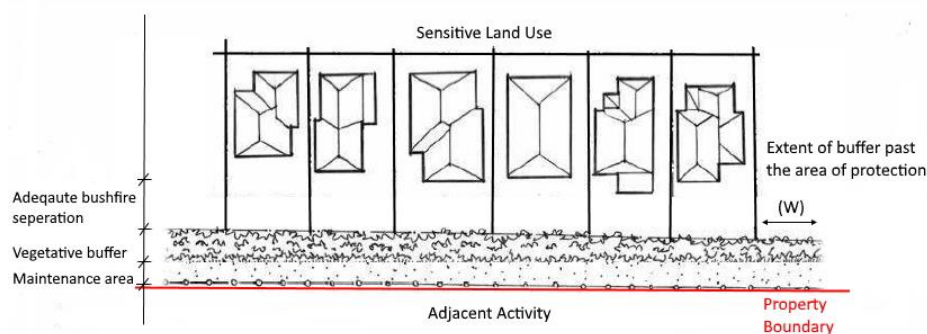 Sensitive Land Use
Extent of buffer past
the area of protection
(W)
Adeqaute bushfire
seperation
Vegetative buffer
Maintenance area
Adjacent Activity
Property
Boundary